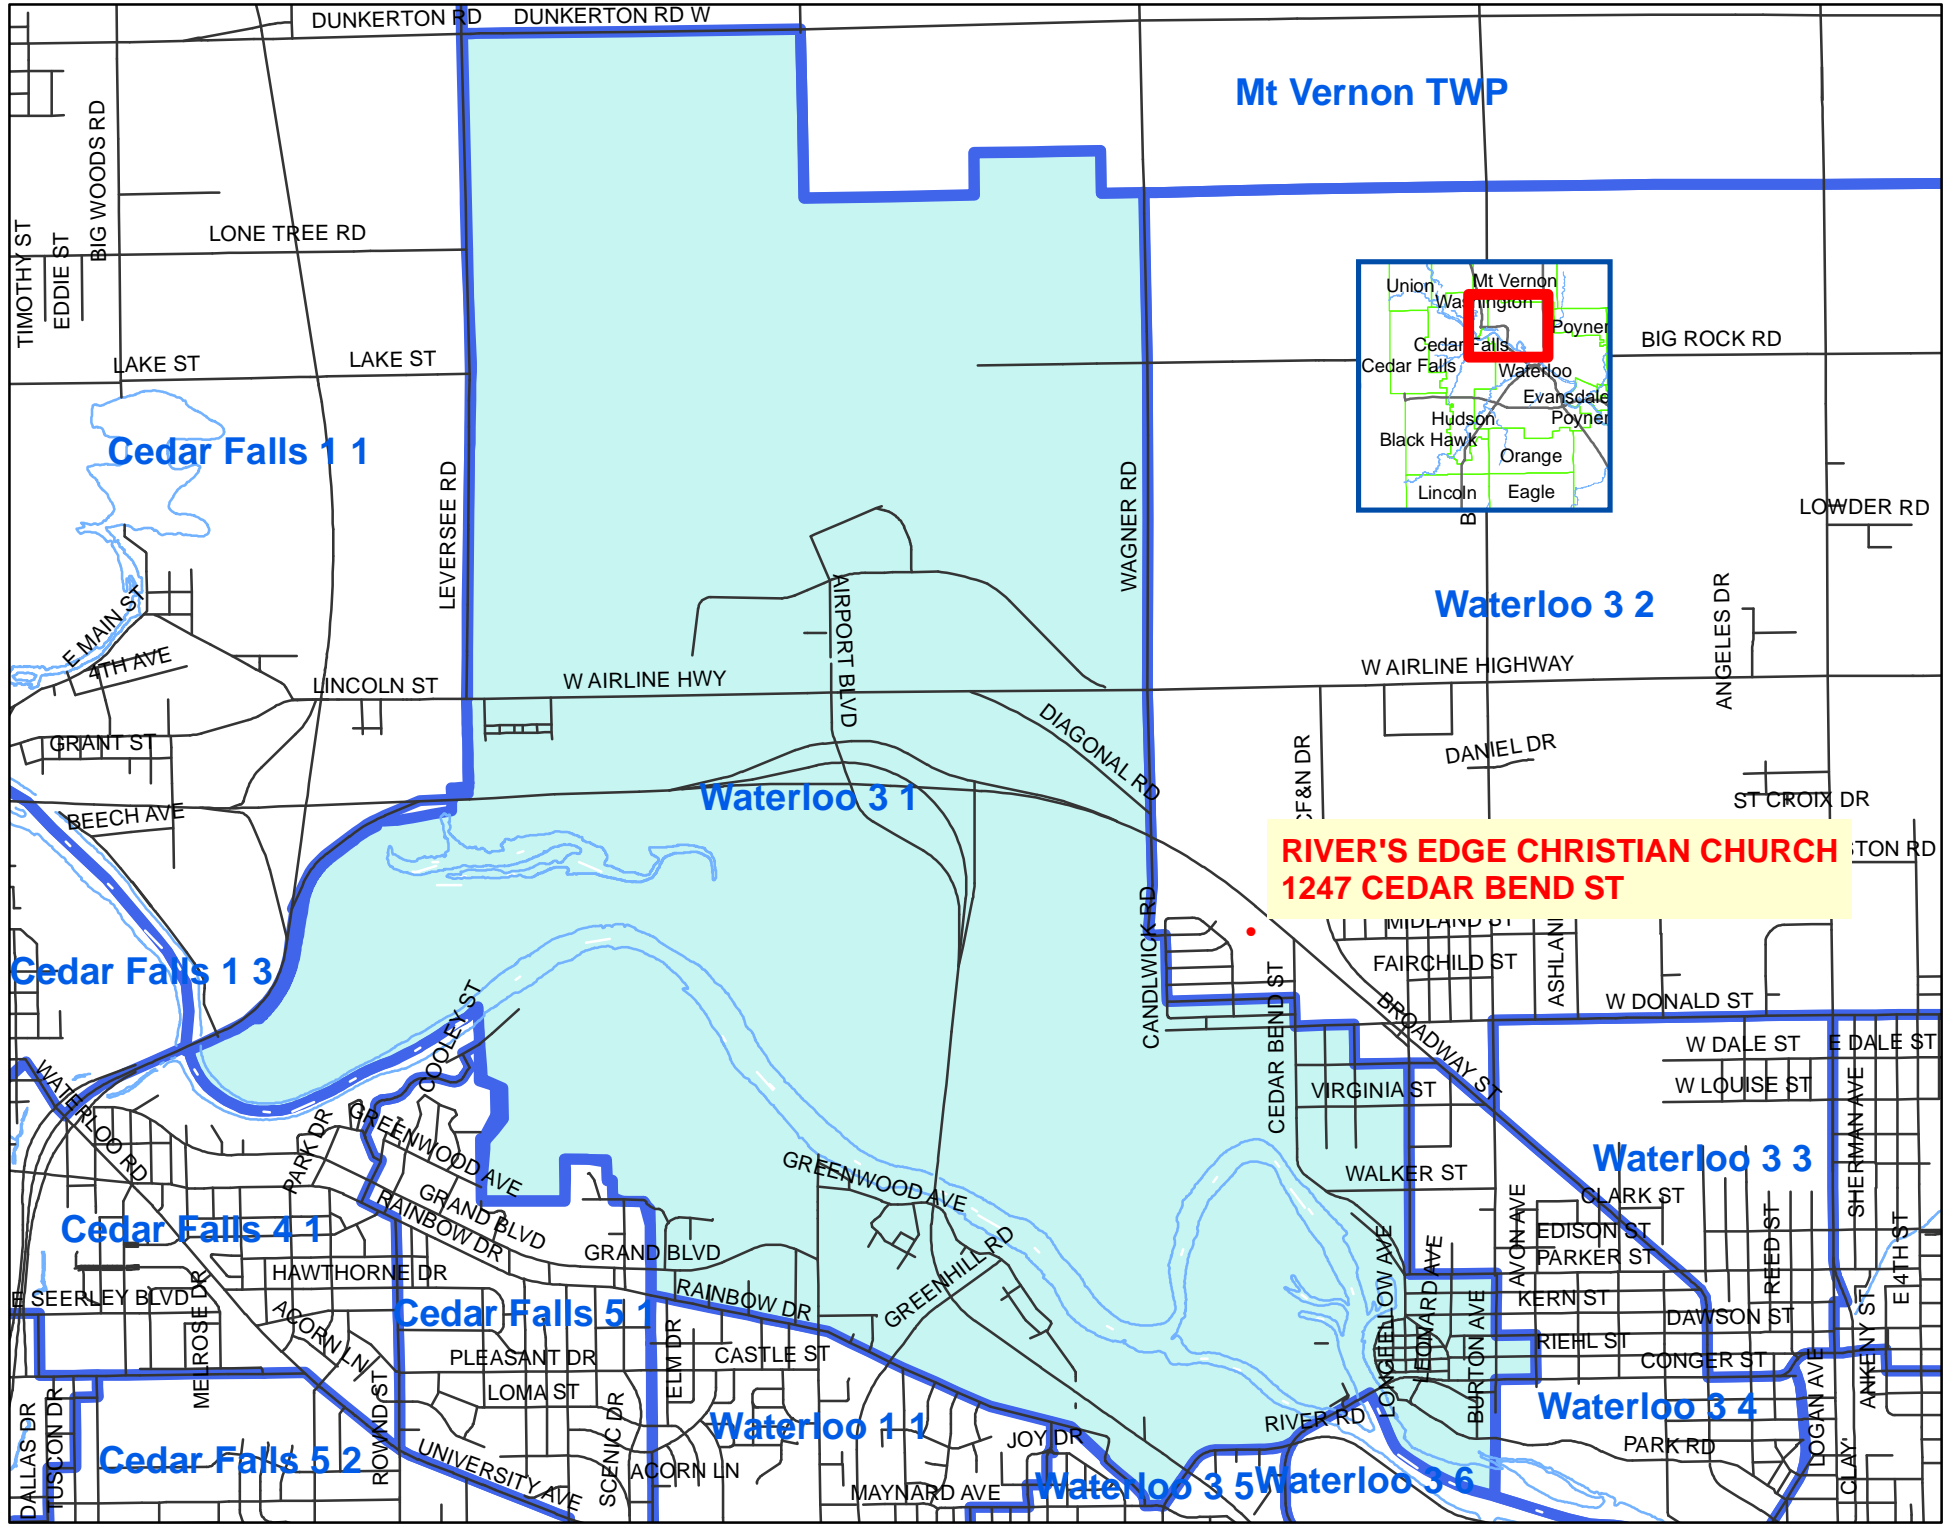 DUNKERTON RD
DUNKERTON RD W
Mt Vernon TWP
BIG WOODS RD
TIMOTHY ST
EDDIE ST
LONE TREE RD
LAKE ST
LAKE ST
Union
Mt Vernon
Washington
Poyner
Cedar Falls
Cedar Falls
Waterloo
Evansdale
Hudson
Poyner
Black Hawk
Orange
Lincoln
Eagle
B
BIG ROCK RD
Cedar Falls 1 1
LEVERSEE RD
WAGNER RD
LOWDER RD
E MAIN ST
4TH AVE
AIRPORT BLVD
Waterloo 3 2
ANGELES DR
LINCOLN ST
W AIRLINE HWY
W AIRLINE HIGHWAY
DIAGONAL RD
GRANT ST
CF&N DR
DANIEL DR
Waterloo 3 1
ST CROIX DR
BEECH AVE
RIVER'S EDGE CHRISTIAN CHURCH
1247 CEDAR BEND ST
TON RD
CANDLWICK RD
MIDLAND ST
FAIRCHILD ST
ASHLAN
Cedar Falls 1 3
COOLEY ST
CEDAR BEND ST
BROADWAY ST
W DONALD ST
W DALE ST
E DALE ST
W LOUISE ST
VIRGINIA ST
WATERLOO RD
PARK DR
GREENWOOD AVE
GREENWOOD AVE
SHERMAN AVE
Waterloo 3 3
WALKER ST
CLARK ST
AVON AVE
EDISON ST
PARKER ST
REED ST
E 4TH ST
GRAND BLVD
RAINBOW DR
Cedar Falls 4 1
GRAND BLVD
GREENHILL RD
LONGFELLOW AVE
LEONARD AVE
BURTON AVE
HAWTHORNE DR
RAINBOW DR
E SEERLEY BLVD
MELROSE DR
ACORN LN
Cedar Falls 5 1
KERN ST
DAWSON ST
RIEHL ST
CONGER ST
ANKENY ST
PLEASANT DR
ELM DR
CASTLE ST
LOMA ST
ROWND ST
SCENIC DR
DALLAS DR
TUSCON DR
Waterloo 1 1
RIVER RD
Waterloo 3 4
LOGAN AVE
JOY DR
PARK RD
Cedar Falls 5 2
UNIVERSITY AVE
ACORN LN
MAYNARD AVE
Waterloo 3 5
Waterloo 3 6
CLAY